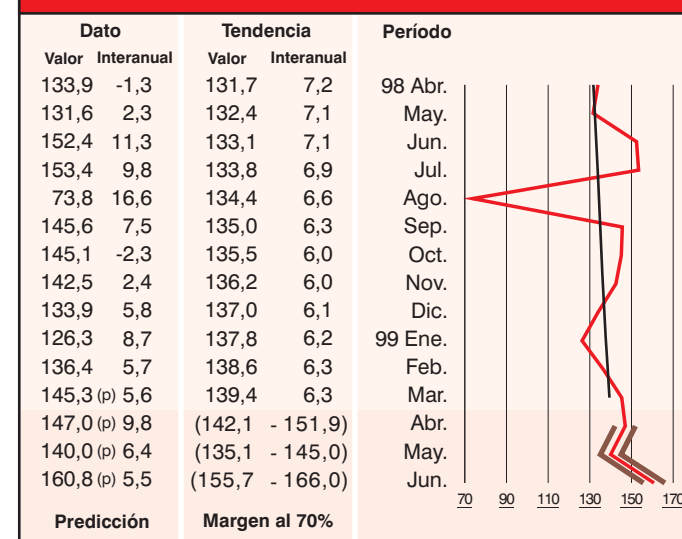 Dato Tendencia Período
Valor Interanual Valor Interanual
133,9 -1,3 131,7 7,2 98 Abr.
131,6 2,3 132,4 7,1 May.
152,4 11,3 133,1 7,1 Jun.
153,4 9,8 133,8 6,9 Jul.
73,8 16,6 134,4 6,6 Ago.
145,6 7,5 135,0 6,3 Sep.
145,1 -2,3 135,5 6,0 Oct.
142,5 2,4 136,2 6,0 Nov.
133,9 5,8 137,0 6,1 Dic.
126,3 8,7 137,8 6,2 99 Ene.
136,4 5,7 138,6 6,3 Feb.
145,3 (p) 5,6 139,4 6,3 Mar.
147,0 (p) 9,8 (142,1 - 151,9) Abr.
140,0 (p) 6,4 (135,1 - 145,0) May.
160,8 (p) 5,5 (155,7 - 166,0) Jun.
70 90 110 130 150 170
Predicción Margen al 70%